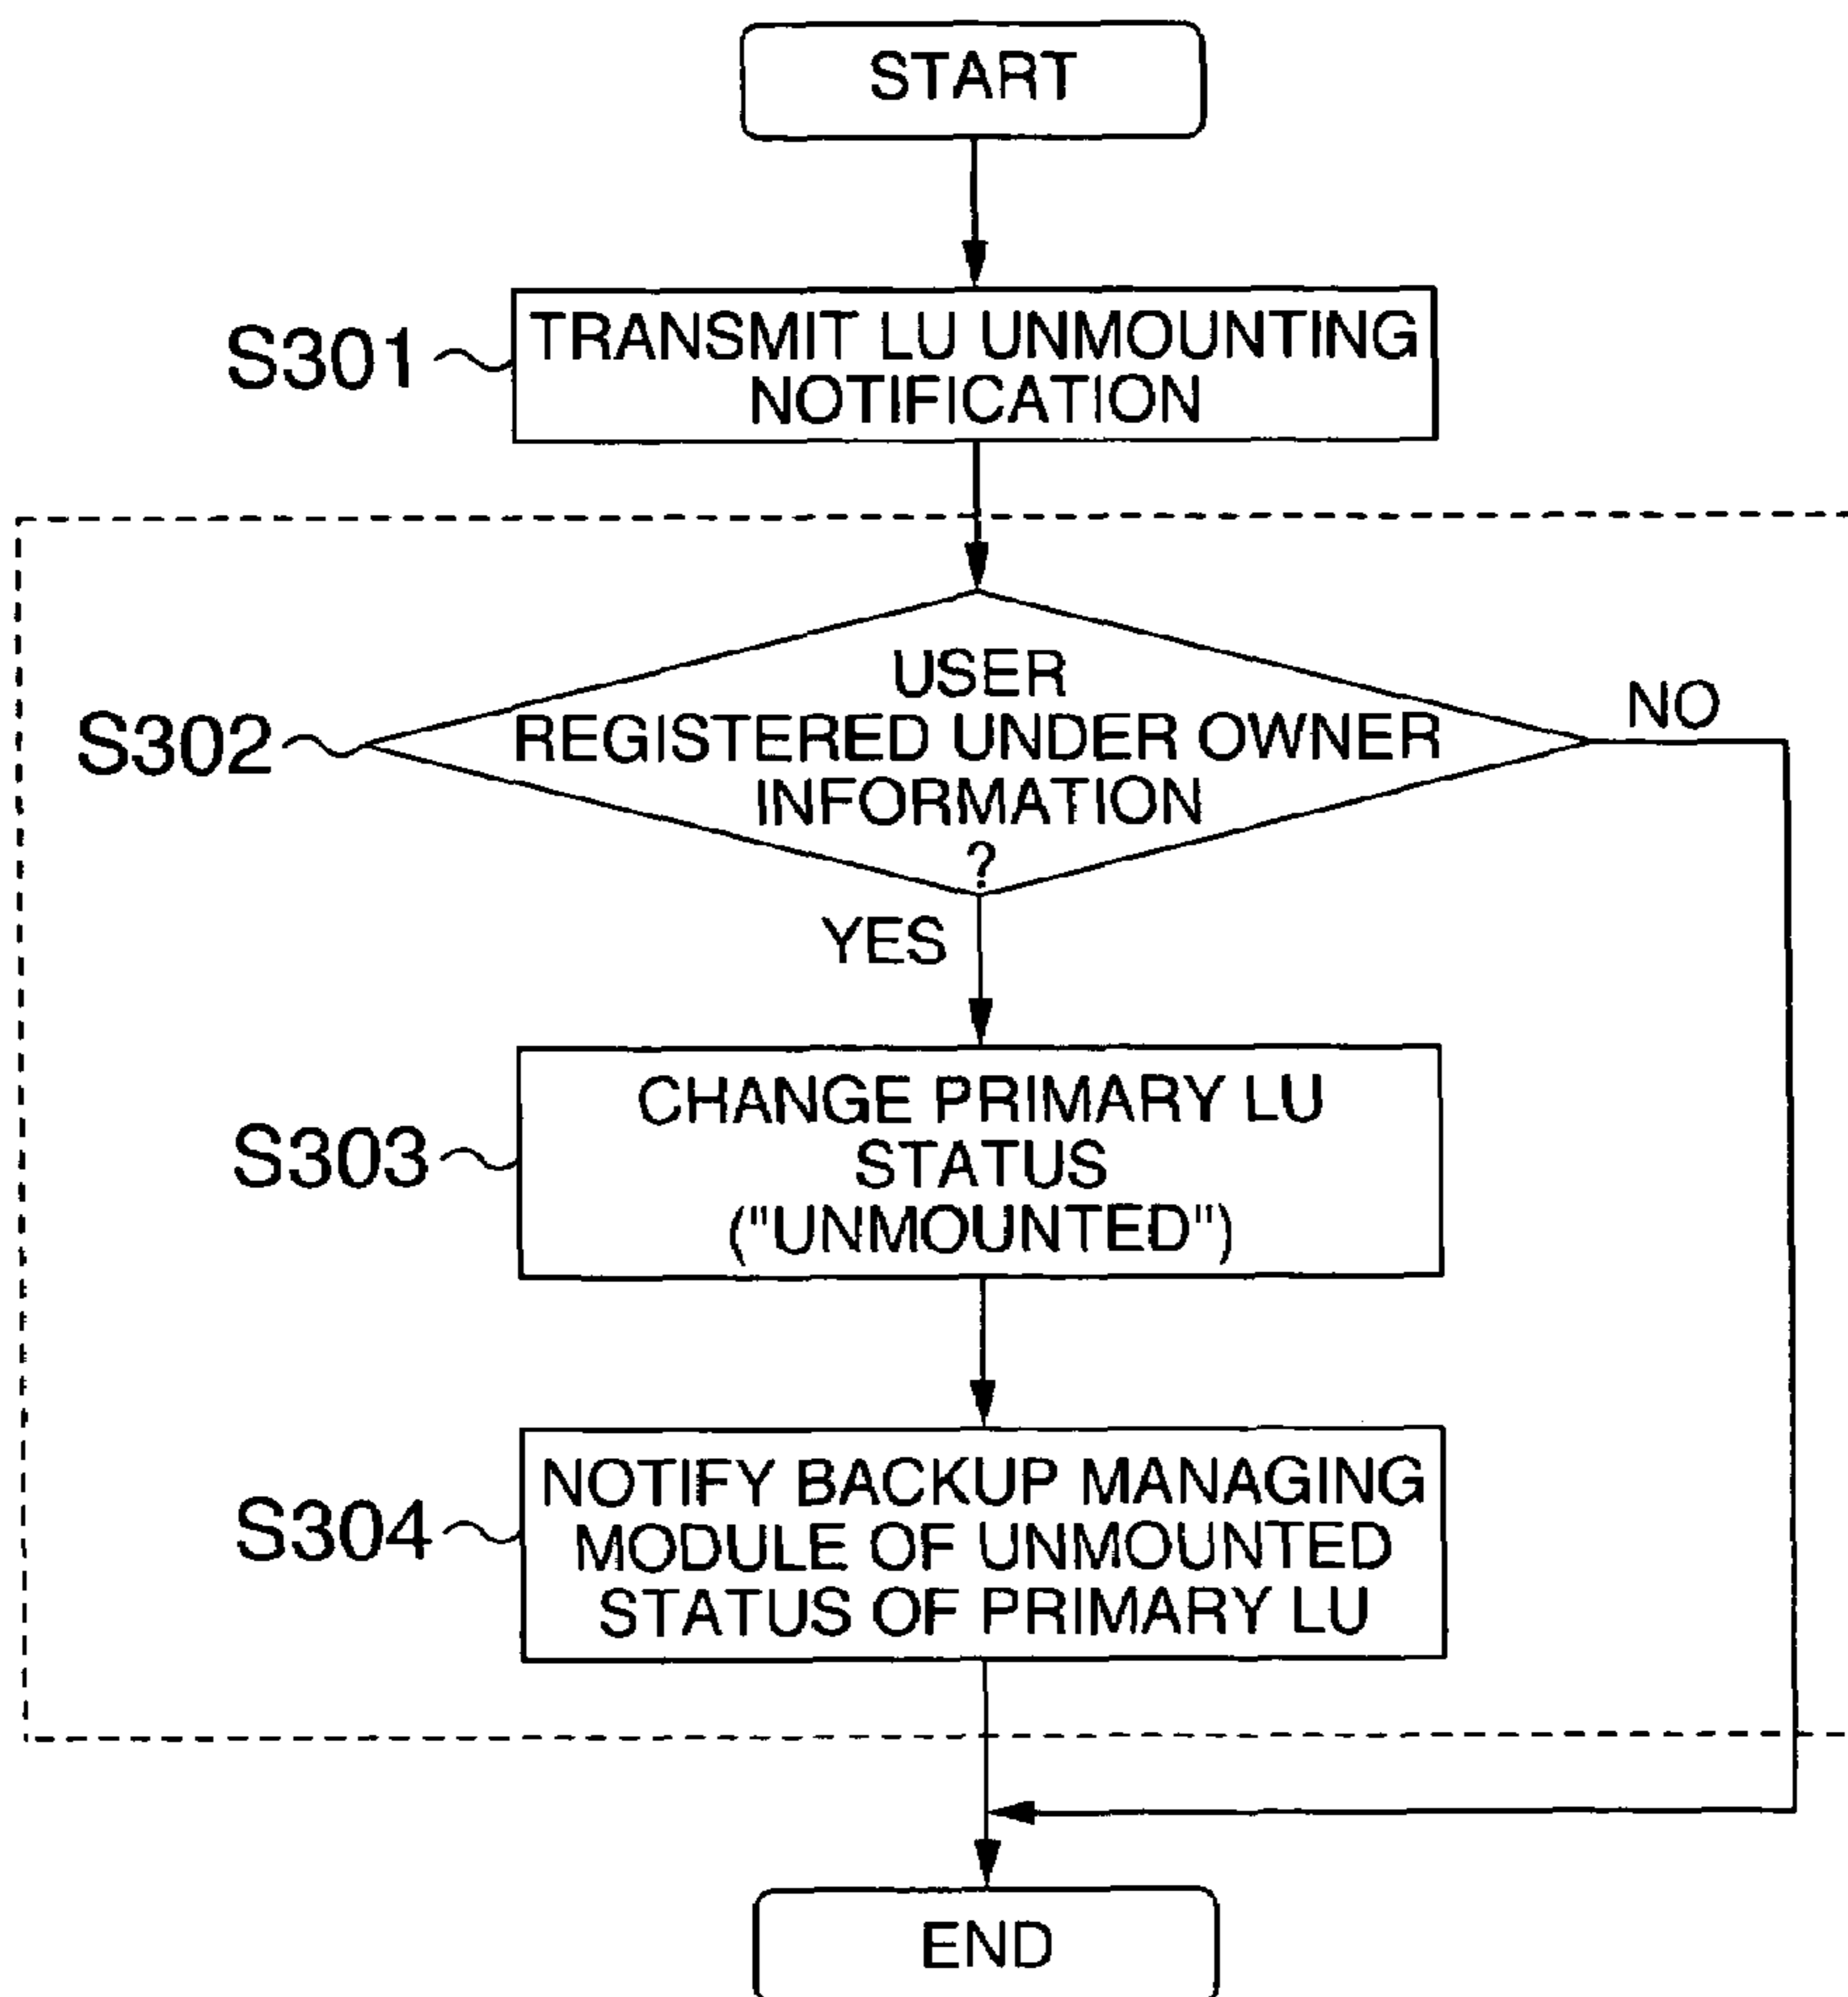 START
S301
TRANSMIT LU UNMOUNTING
NOTIFICATION
S302
USER
REGISTERED UNDER OWNER
INFORMATION
?
NO
YES
S303
CHANGE PRIMARY LU
STATUS
("UNMOUNTED")
S304
NOTIFY BACKUP MANAGING
MODULE OF UNMOUNTED
STATUS OF PRIMARY LU
END